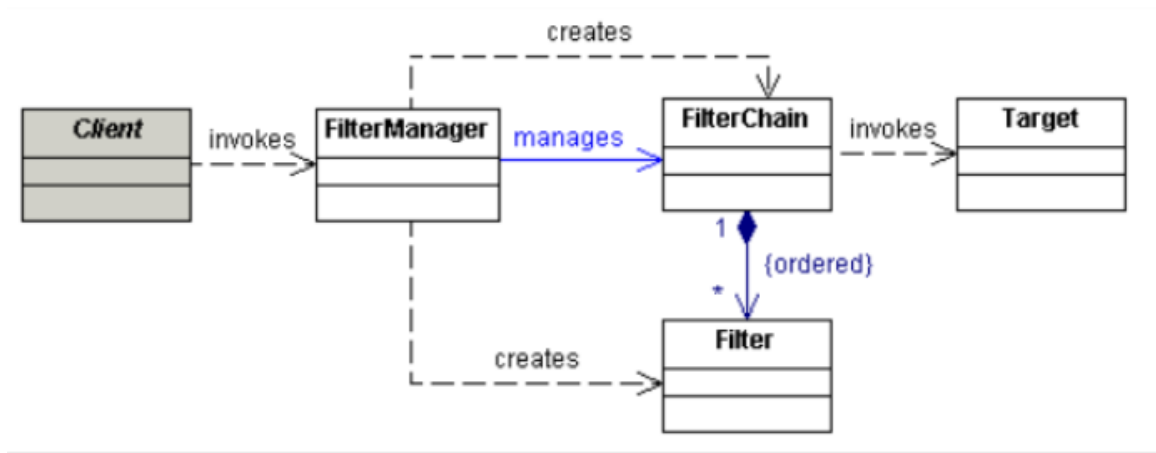 creates
Client
invokes
FilterManager
manages
FilterChain
invokes
Target
1
{ordered}
*
Filter
creates